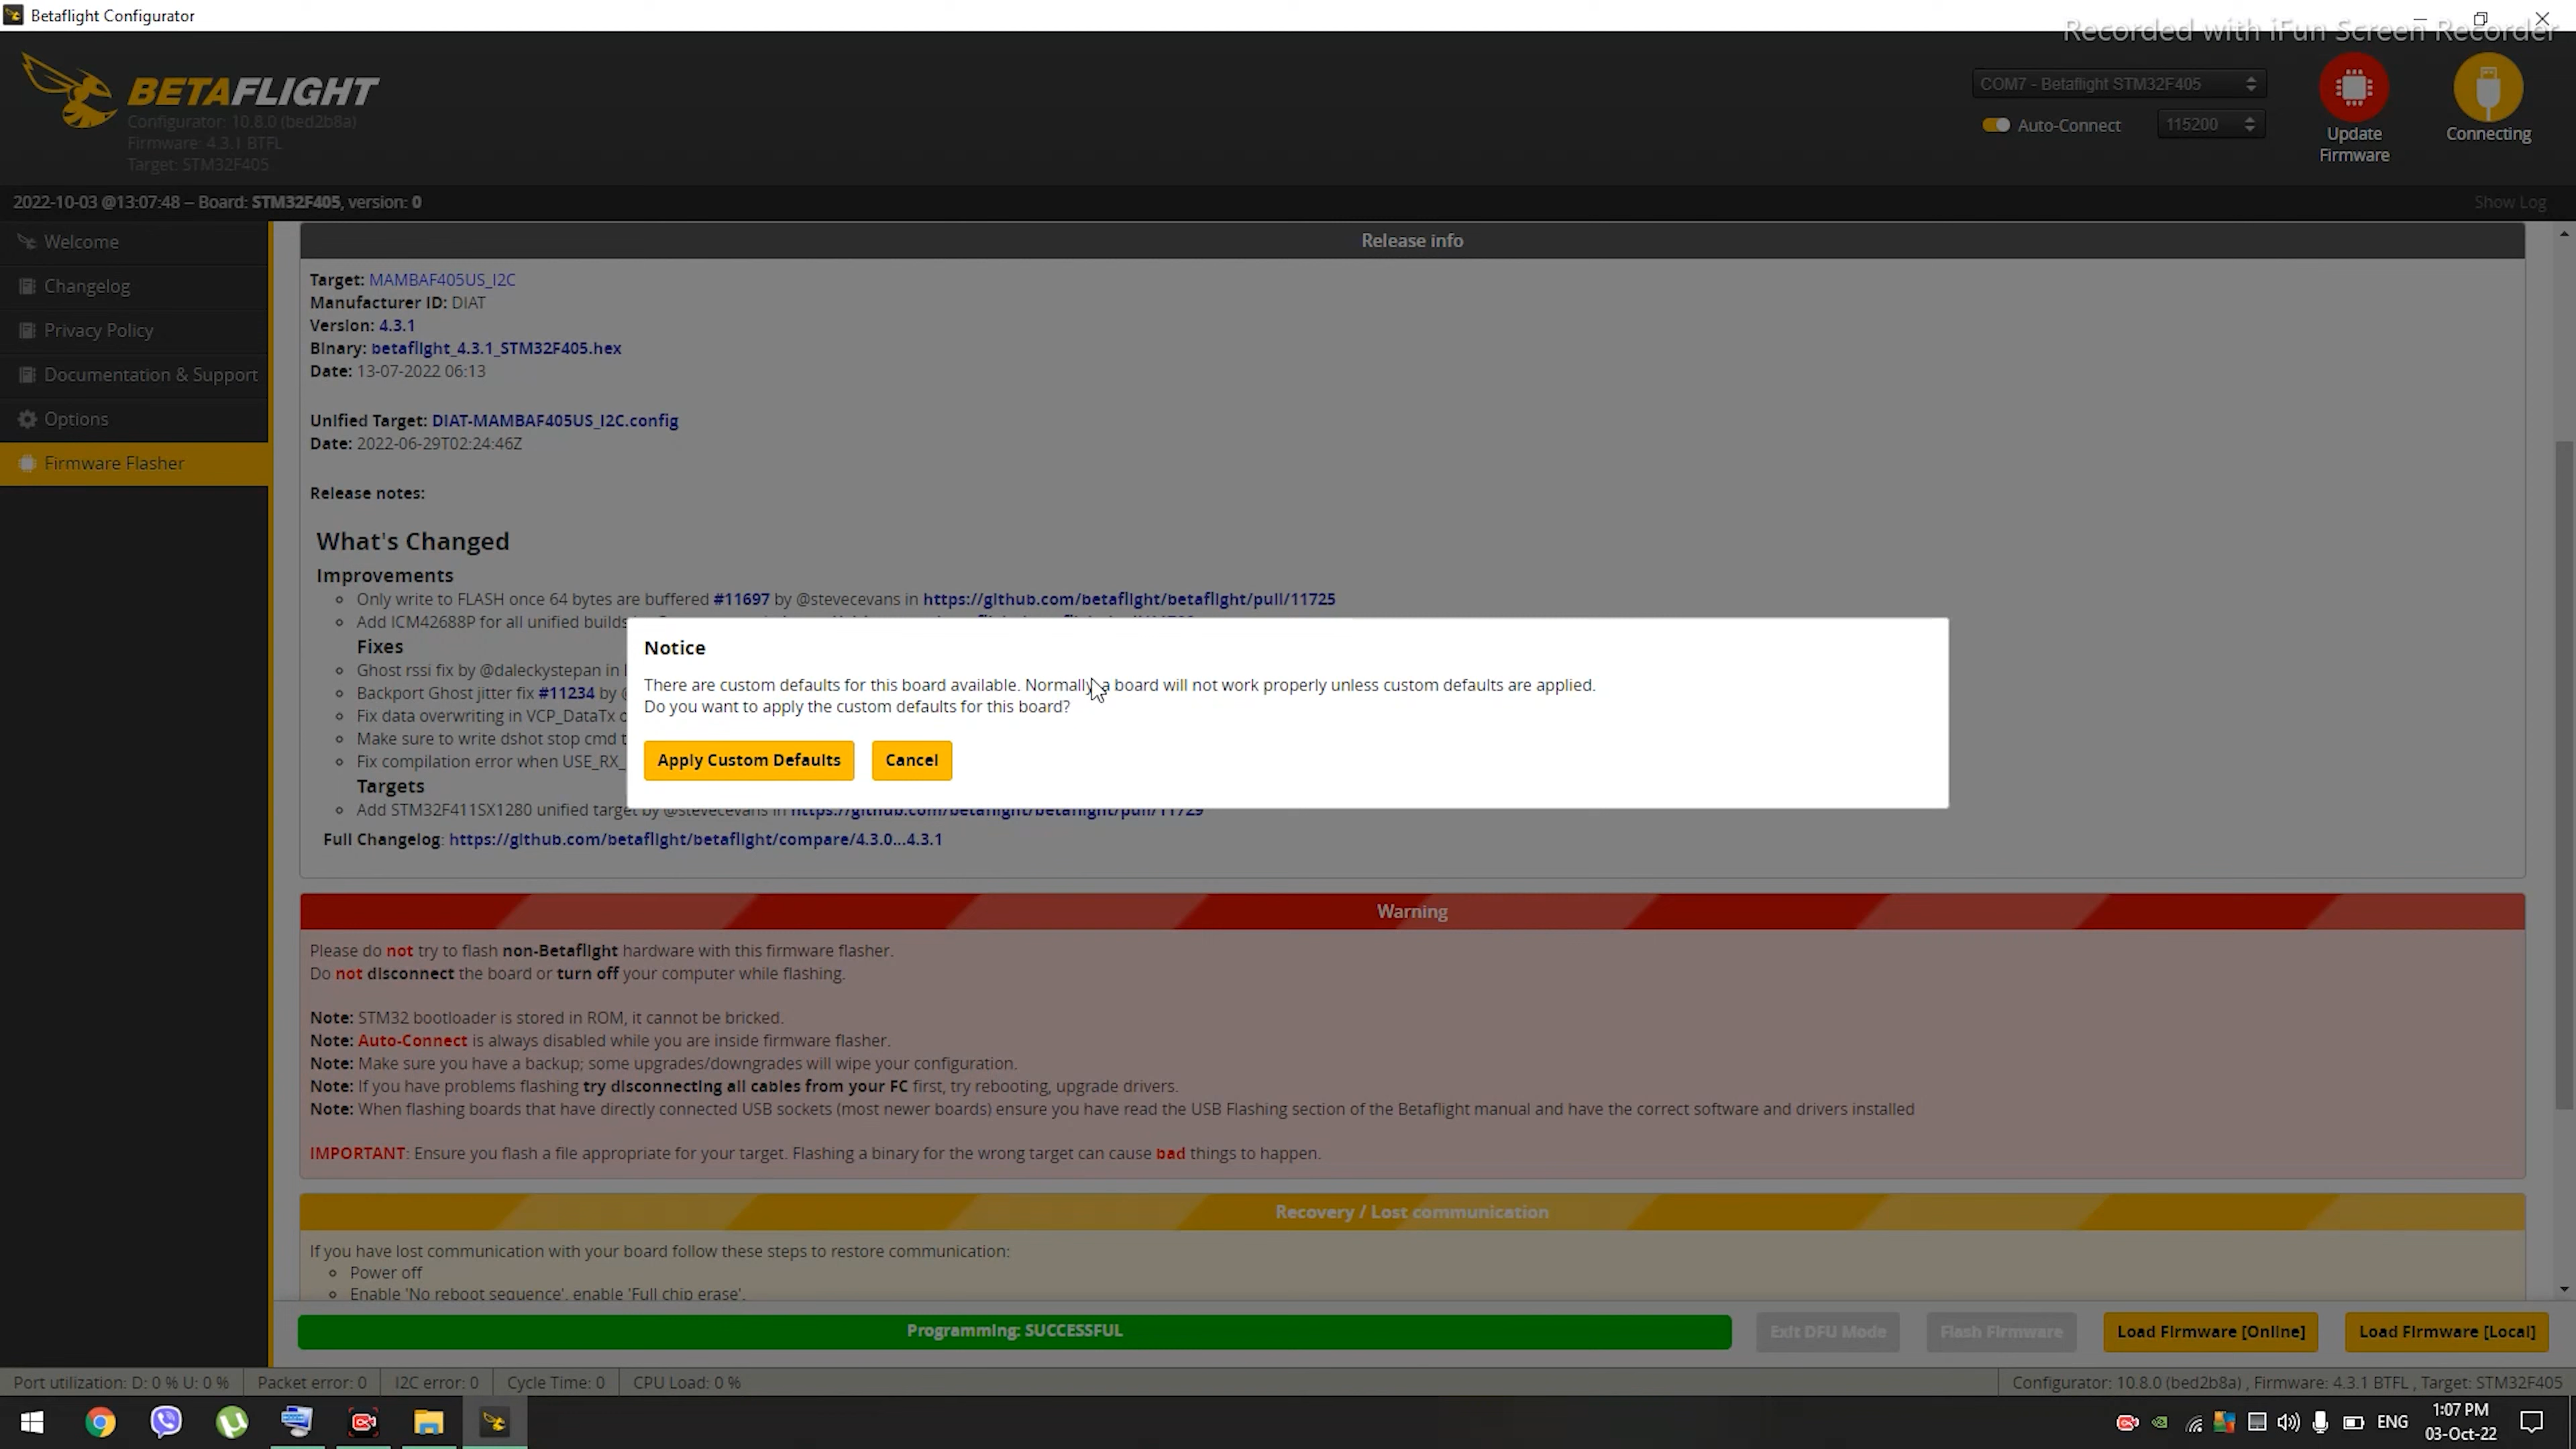 Betaflight Configurator
Recorded with iFun Screen Recorder
BETAFLIGHT
Configurator: 10.8.0 (bed2b8a)
Firmware: 4.3.1 BTFL
Target: STM32F405
COM7 - Betaflight STM32F405
Auto-Connect
115200
Update
Firmware
Connecting
2022-10-03 @13:07:48 -- Board: STM32F405, version: 0
Show Log
Welcome
Changelog
Privacy Policy
Documentation & Support
Options
Firmware Flasher
Release info
Target: MAMBAF405US_I2C
Manufacturer ID: DIAT
Version: 4.3.1
Binary: betaflight_4.3.1_STM32F405.hex
Date: 13-07-2022 06:13
Unified Target: DIAT-MAMBAF405US_I2C.config
Date: 2022-06-29T02:24:46Z
Release notes:
What's Changed
Improvements
Only write to FLASH once 64 bytes are buffered #11697 by @stevecevans in https://github.com/betaflight/betaflight/pull/11725
Add ICM42688P for all unified builds
Fixes
Ghost rssi fix by @daleckystepan in
Backport Ghost jitter fix #11234 by
Fix data overwriting in VCP_DataTx
Make sure to write dshot stop cmd
Fix compilation error when USE_RX_
Targets
Add STM32F411SX1280 unified target by @stevecevans in https://github.com/betaflight/betaflight/pull/11729
Full Changelog: https://github.com/betaflight/betaflight/compare/4.3.0...4.3.1
Notice
There are custom defaults for this board available. Normally, a board will not work properly unless custom defaults are applied.
Do you want to apply the custom defaults for this board?
Apply Custom Defaults
Cancel
Warning
Please do not try to flash non-Betaflight hardware with this firmware flasher.
Do not disconnect the board or turn off your computer while flashing.
Note: STM32 bootloader is stored in ROM, it cannot be bricked.
Note: Auto-Connect is always disabled while you are inside firmware flasher.
Note: Make sure you have a backup; some upgrades/downgrades will wipe your configuration.
Note: If you have problems flashing try disconnecting all cables from your FC first, try rebooting, upgrade drivers.
Note: When flashing boards that have directly connected USB sockets (most newer boards) ensure you have read the USB Flashing section of the Betaflight manual and have the correct software and drivers installed
IMPORTANT: Ensure you flash a file appropriate for your target. Flashing a binary for the wrong target can cause bad things to happen.
Recovery / Lost communication
If you have lost communication with your board follow these steps to restore communication:
Power off
Enable 'No reboot sequence', enable 'Full chip erase'.
Programming: SUCCESSFUL
Exit DFU Mode
Flash Firmware
Load Firmware [Online]
Load Firmware [Local]
Port utilization: D: 0 % U: 0 %
Packet error: 0
I2C error: 0
Cycle Time: 0
CPU Load: 0 %
Configurator: 10.8.0 (bed2b8a) , Firmware: 4.3.1 BTFL , Target: STM32F405
ENG
1:07 PM
03-Oct-22